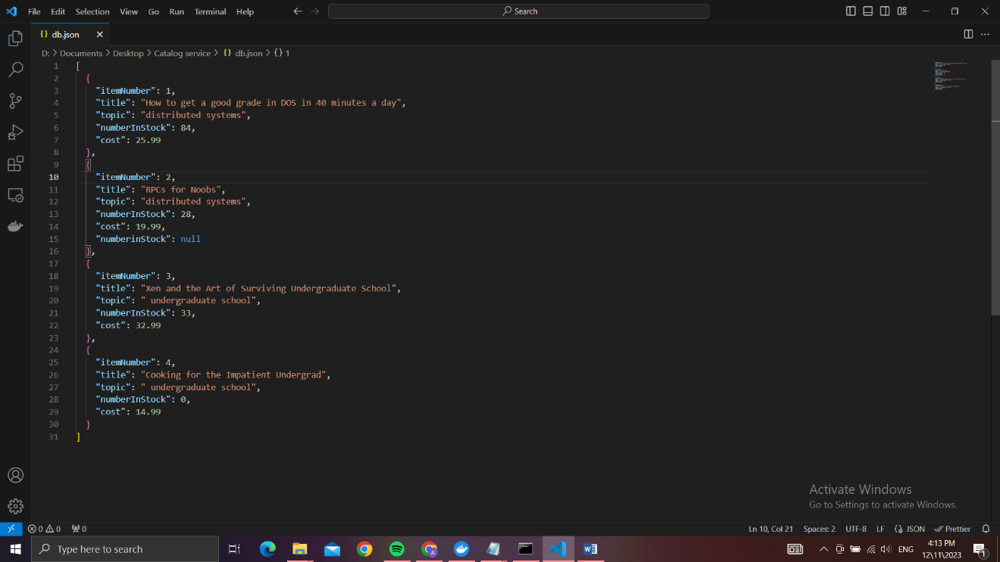 File Edit Selection View Go Run Terminal Help Search
db.json
D: > Documents > Desktop > Catalog service > {} db.json > {} 1
1 [
2 {
3 "itemNumber": 1,
4 "title": "How to get a good grade in DOS in 40 minutes a day",
5 "topic": "distributed systems",
6 "numberInStock": 84,
7 "cost": 25.99
8 },
9 {
10 "itemNumber": 2,
11 "title": "RPCs for Noobs",
12 "topic": "distributed systems",
13 "numberInStock": 28,
14 "cost": 19.99,
15 "numberinStock": null
16 },
17 {
18 "itemNumber": 3,
19 "title": "Xen and the Art of Surviving Undergraduate School",
20 "topic": " undergraduate school",
21 "numberInStock": 33,
22 "cost": 32.99
23 },
24 {
25 "itemNumber": 4,
26 "title": "Cooking for the Impatient Undergrad",
27 "topic": " undergraduate school",
28 "numberInStock": 0,
29 "cost": 14.99
30 }
31 ]
Activate Windows
Go to Settings to activate Windows.
0 0 0 Ln 10, Col 21 Spaces: 2 UTF-8 LF {} JSON Prettier
Type here to search ENG 4:13 PM
12/11/2023 1